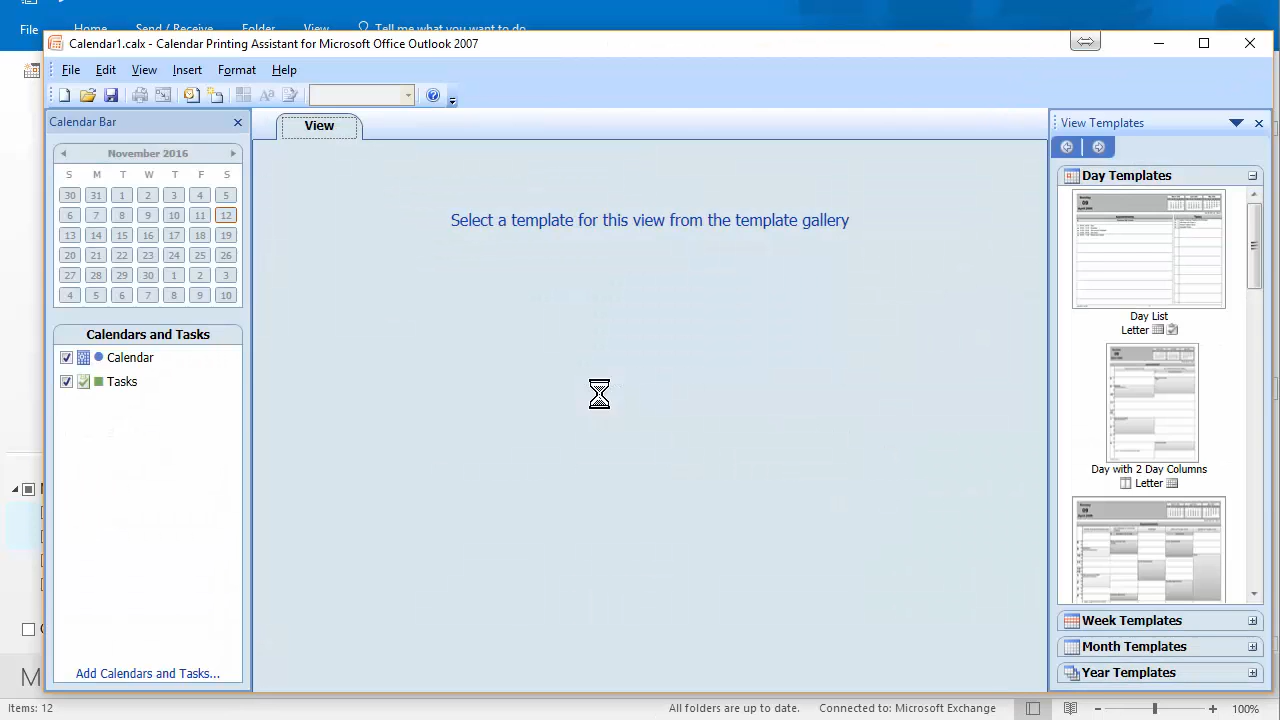 File Home Send / Receive Folder View Tell me what you want to do
Calendar1.calx - Calendar Printing Assistant for Microsoft Office Outlook 2007
File Edit View Insert Format Help
Calendar Bar
November 2016
S M T W T F S
30 31 1 2 3 4 5
6 7 8 9 10 11 12
13 14 15 16 17 18 19
20 21 22 23 24 25 26
27 28 29 30 1 2 3
4 5 6 7 8 9 10
Calendars and Tasks
Calendar
Tasks
Add Calendars and Tasks...
View
Select a template for this view from the template gallery
View Templates
Day Templates
Day List
Letter
Day with 2 Day Columns
Letter
Week Templates
Month Templates
Year Templates
Items: 12 All folders are up to date. Connected to: Microsoft Exchange 100%